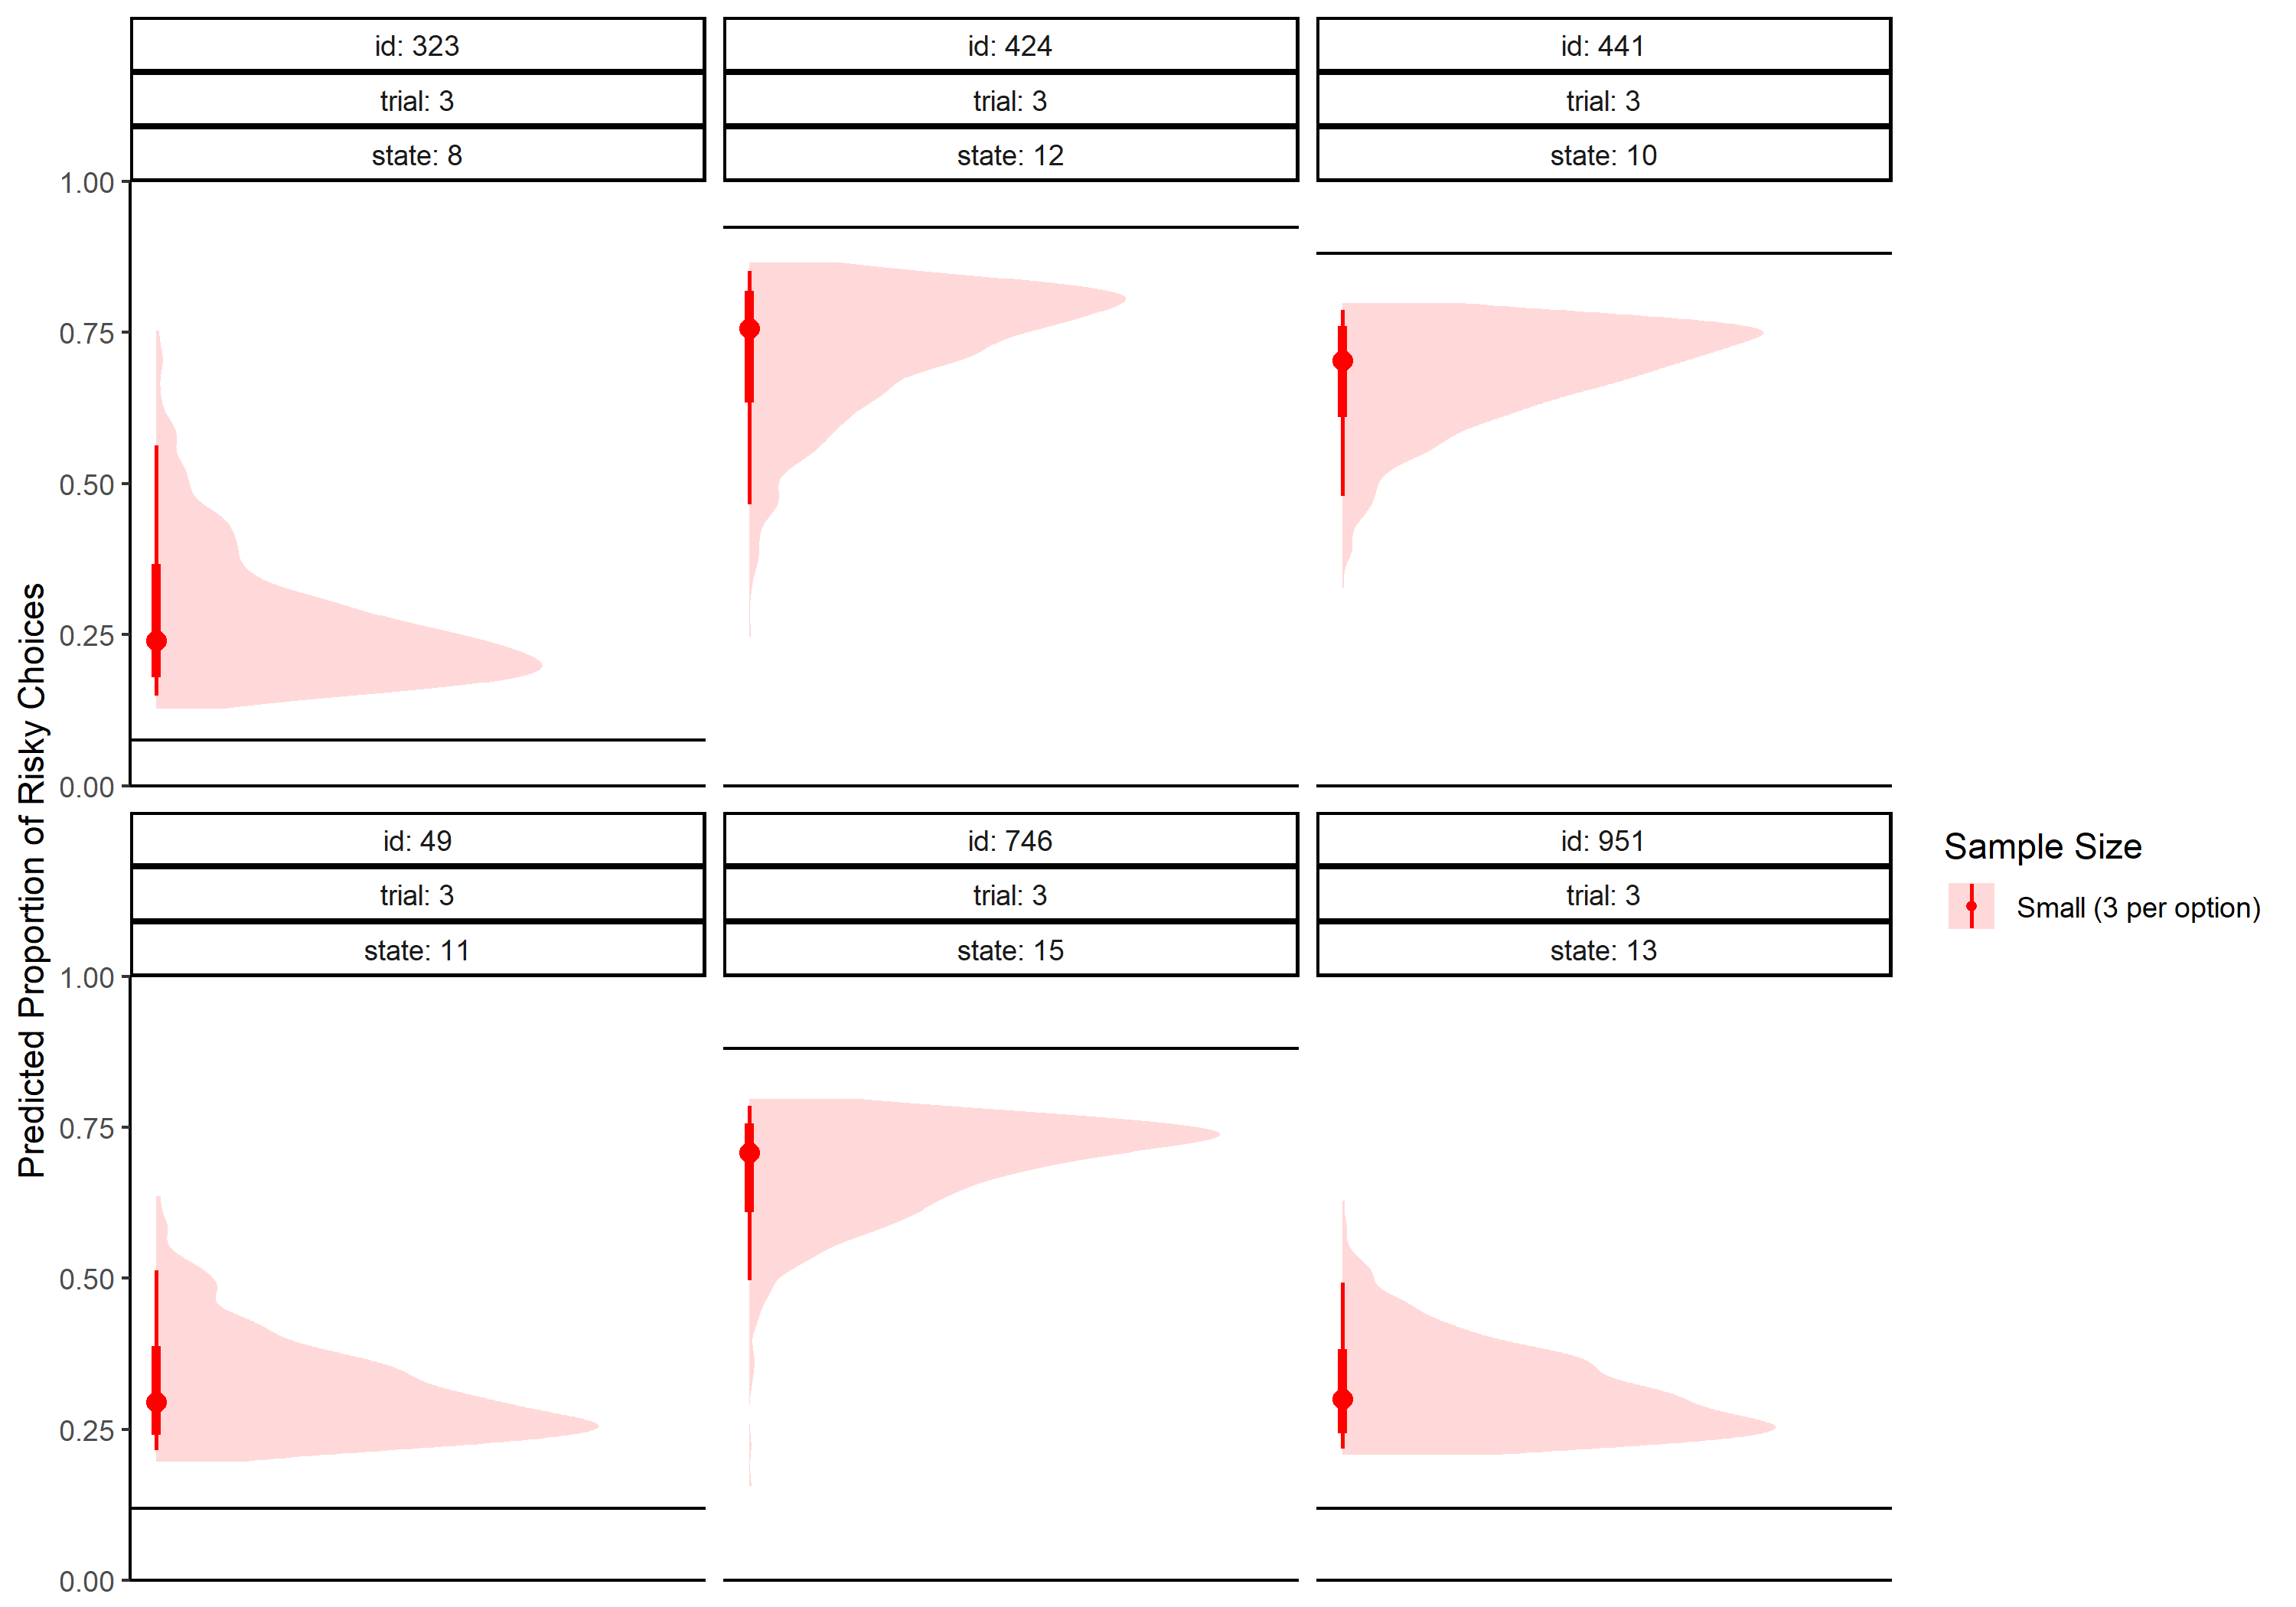 id: 323
trial: 3
state: 8
id: 424
trial: 3
state: 12
id: 441
trial: 3
state: 10
1.00
0.75
0.50
0.25
0.00
Predicted Proportion of Risky Choices
id: 49
trial: 3
state: 11
id: 746
trial: 3
state: 15
id: 951
trial: 3
state: 13
1.00
0.75
0.50
0.25
0.00
Sample Size
Small (3 per option)